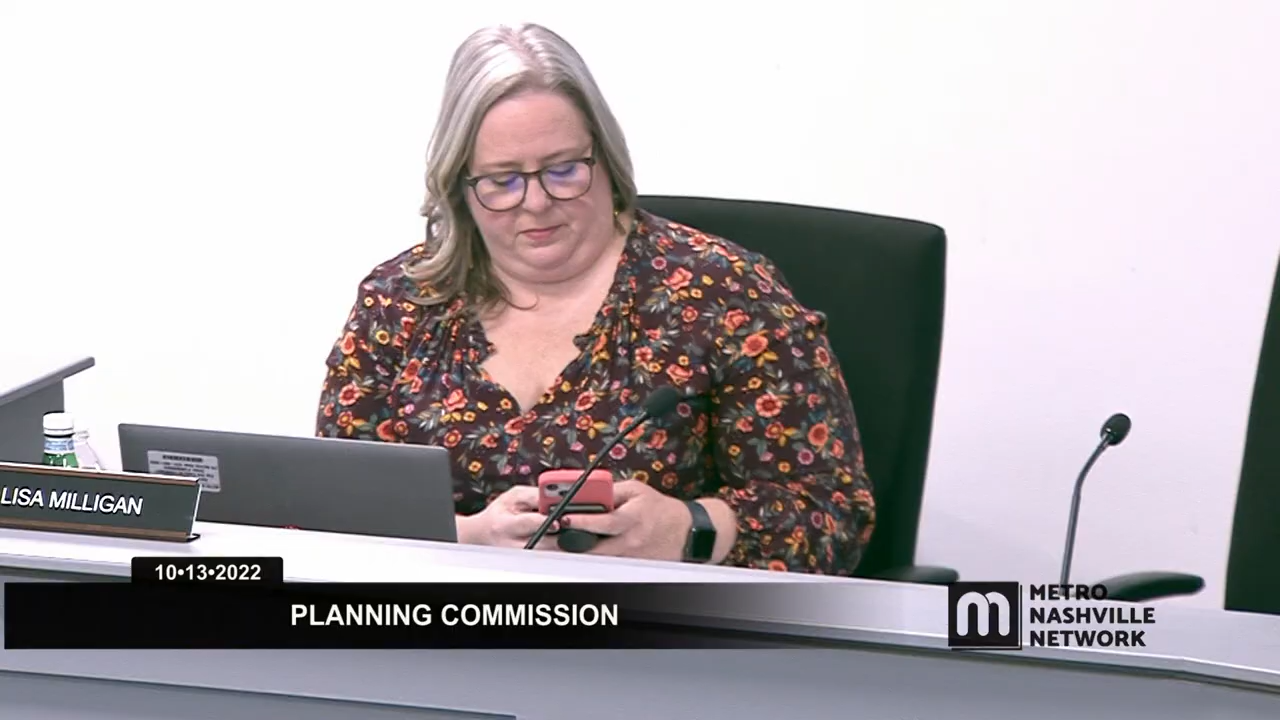 LISA MILLIGAN
10•13•2022
PLANNING COMMISSION
m
METRO
NASHVILLE
NETWORK